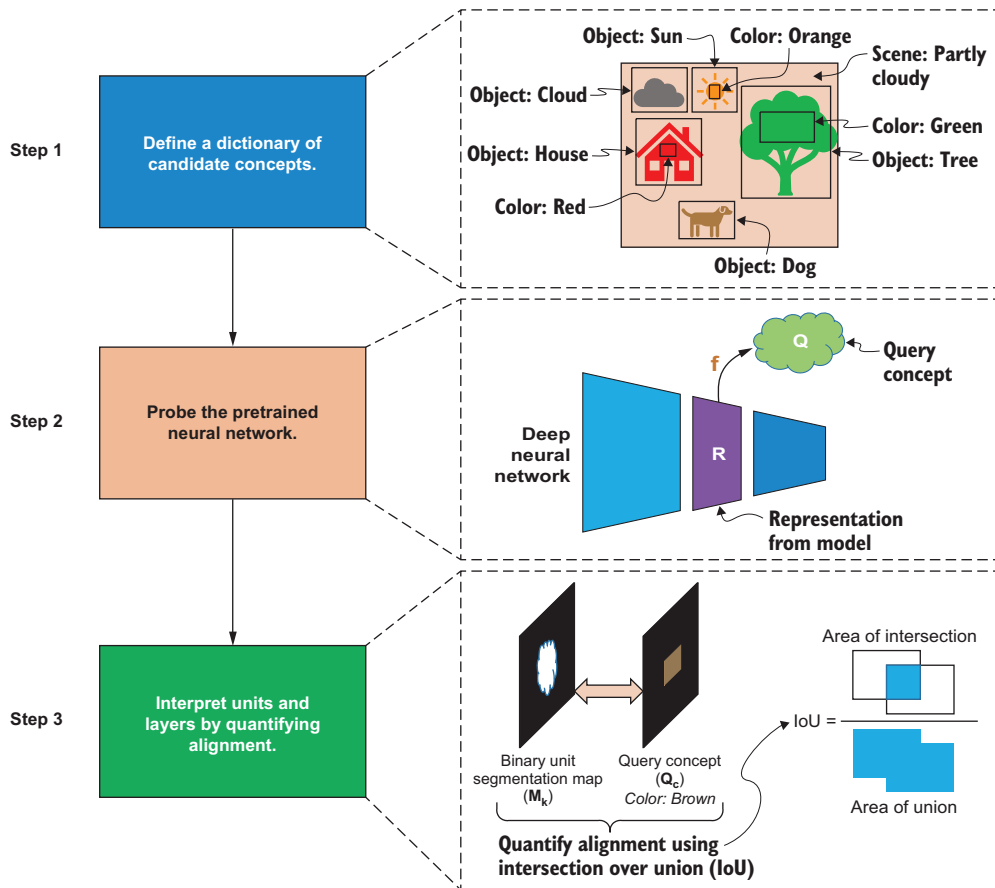 Step 1
Define a dictionary of
candidate concepts.
Object: Sun
Color: Orange
Scene: Partly
cloudy
Object: Cloud
Color: Green
Object: House
Object: Tree
Color: Red
Object: Dog
Step 2
Probe the pretrained
neural network.
Q
Query
concept
f
Deep
neural
network
R
Representation
from model
Step 3
Interpret units and
layers by quantifying
alignment.
Binary unit
segmentation map
(Mk)
Query concept
(Qc)
Color: Brown
Quantify alignment using
intersection over union (IoU)
Area of intersection
IoU =
Area of union